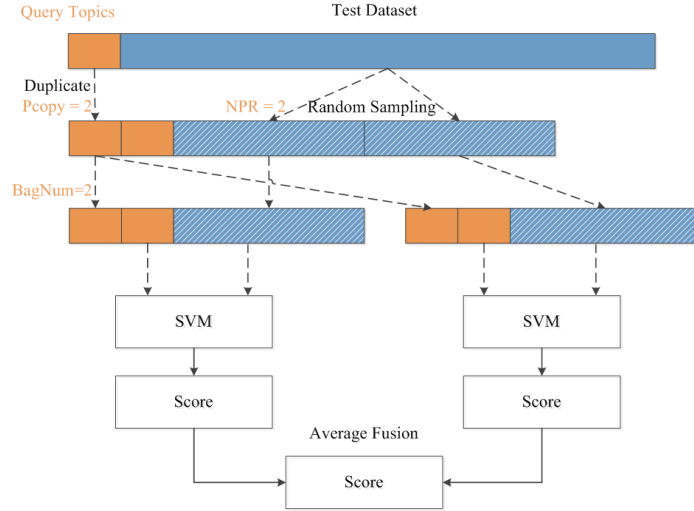 Query Topics
Test Dataset
Duplicate
Pcopy = 2
NPR = 2
Random Sampling
BagNum=2
SVM
SVM
Score
Score
Average Fusion
Score